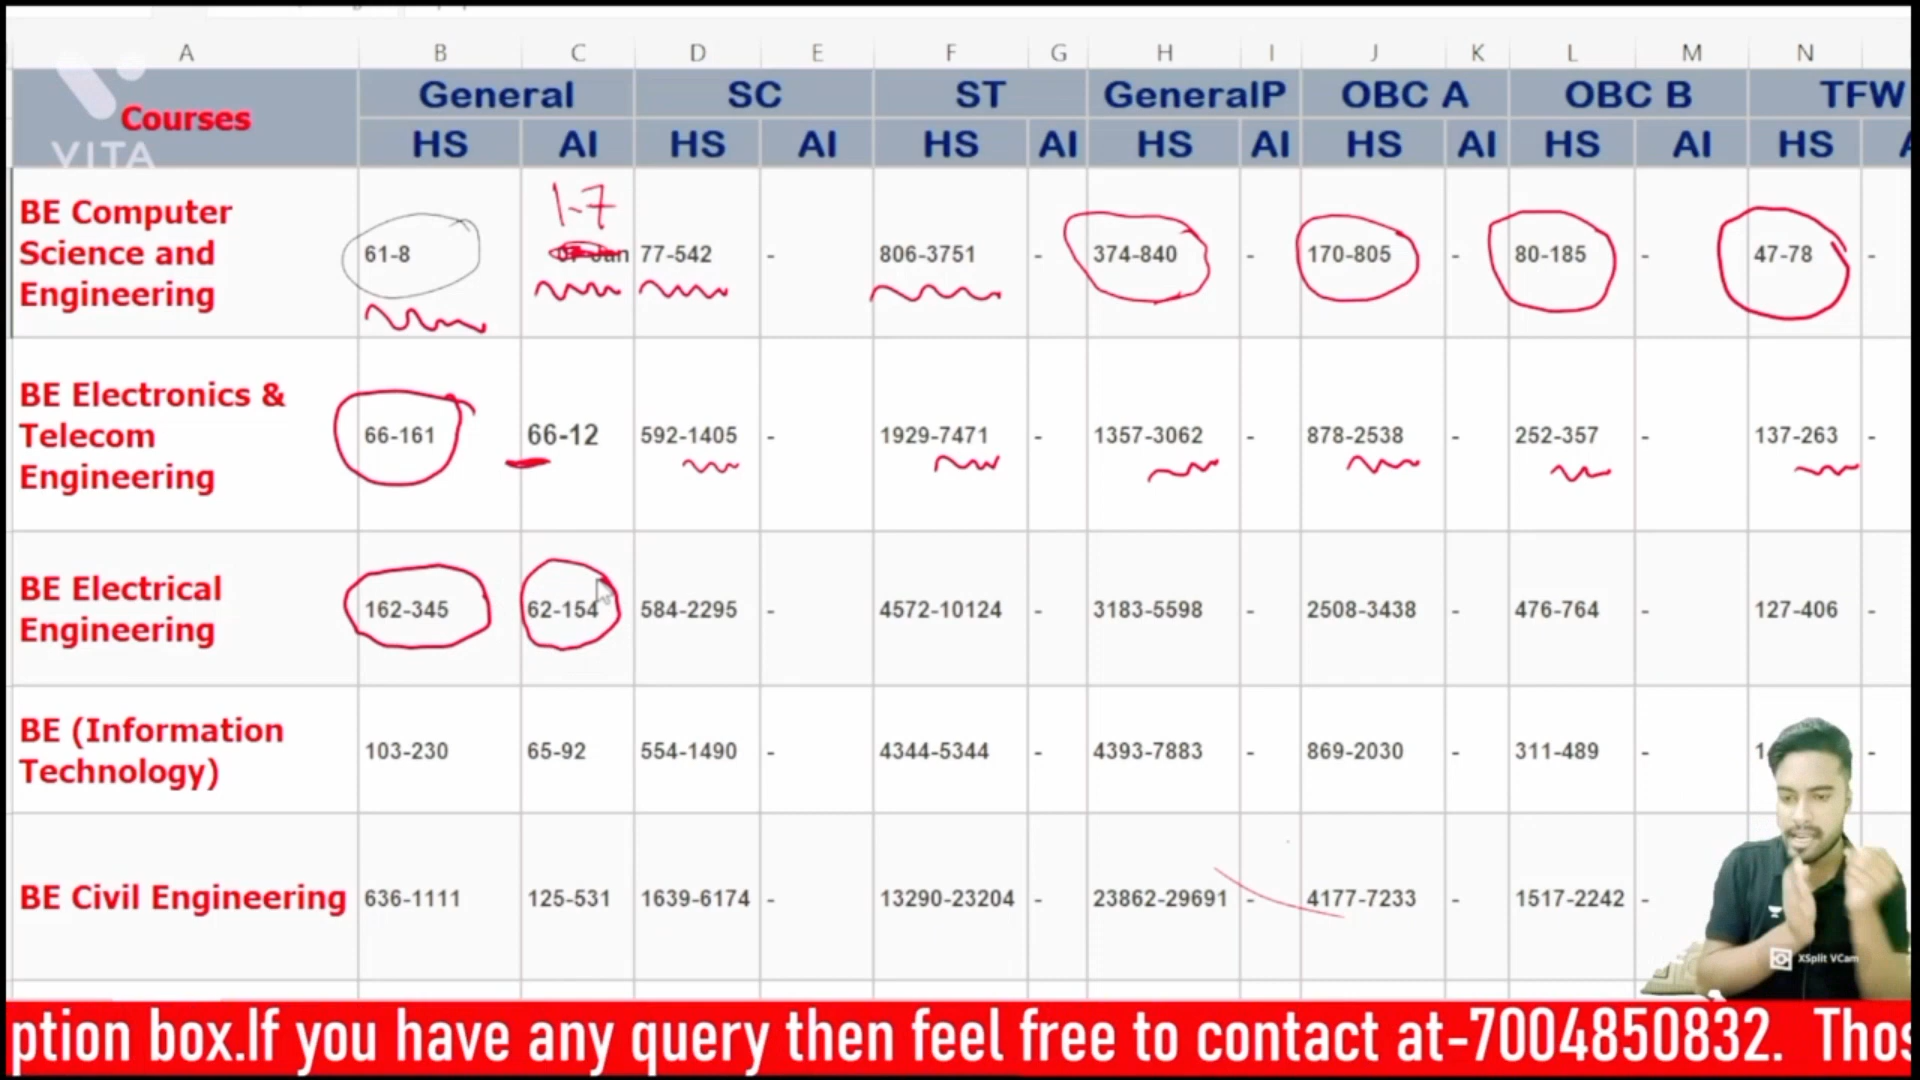 A B C D E F G H I J K L M N
VITA
Courses General SC ST GeneralP OBC A OBC B TFW
HS AI HS AI HS AI HS AI HS AI HS AI HS
1-7
BE Computer Science and Engineering 61-8 77-542 - 806-3751 - 374-840 - 170-805 - 80-185 - 47-78 -
BE Electronics & Telecom Engineering 66-161 66-12 592-1405 - 1929-7471 - 1357-3062 - 878-2538 - 252-357 - 137-263 -
BE Electrical Engineering 162-345 62-154 584-2295 - 4572-10124 - 3183-5598 - 2508-3438 - 476-764 - 127-406 -
BE (Information Technology) 103-230 65-92 554-1490 - 4344-5344 - 4393-7883 - 869-2030 - 311-489 - -
BE Civil Engineering 636-1111 125-531 1639-6174 - 13290-23204 - 23862-29691 - 4177-7233 - 1517-2242 -
XSplit VCam
ption box.If you have any query then feel free to contact at-7004850832. Thos